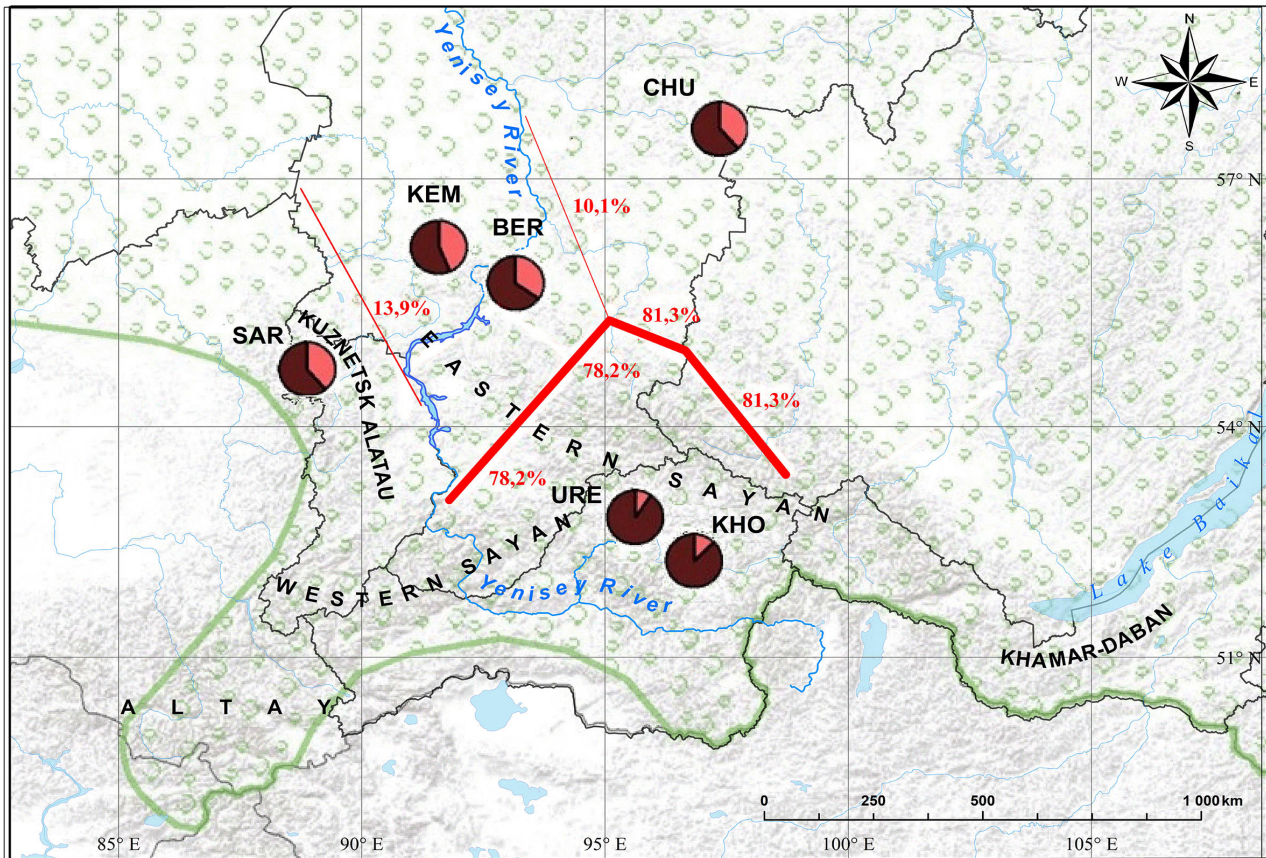 N
W E
S
Yenisey River
CHU
57° N
KEM
BER
10,1%
13,9%
81,3%
SAR
KUZNETSK ALATAU
EASTERN SAYAN
78,2%
81,3%
54° N
78,2%
URE
KHO
WESTERN SAYAN
Yenisey River
Lake Baikal
KHAMAR-DABAN
51° N
ALTAY
0 250 500 1 000 km
85° E 90° E 95° E 100° E 105° E